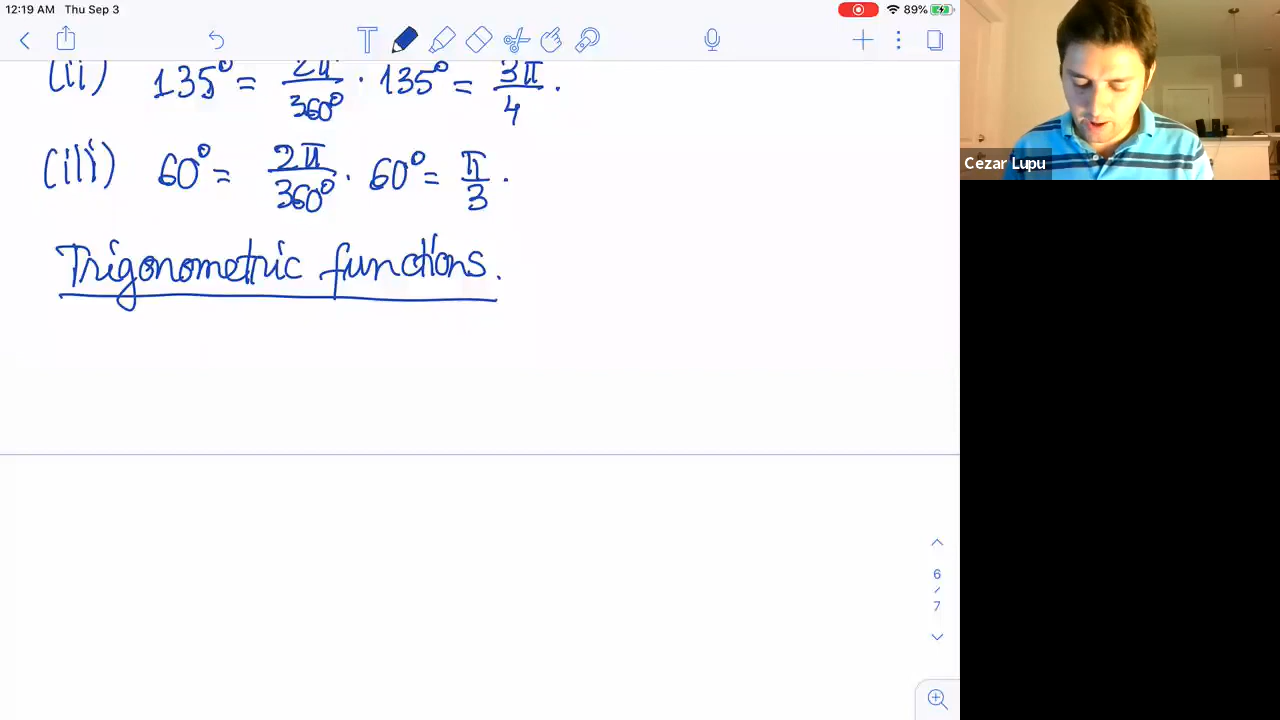 12:19 AM Thu Sep 3
89%
(ii) 135° = 2π/360° · 135° = 3π/4 .
(iii) 60° = 2π/360° · 60° = π/3 .
Trigonometric functions.
6
/
7
Cezar Lupu